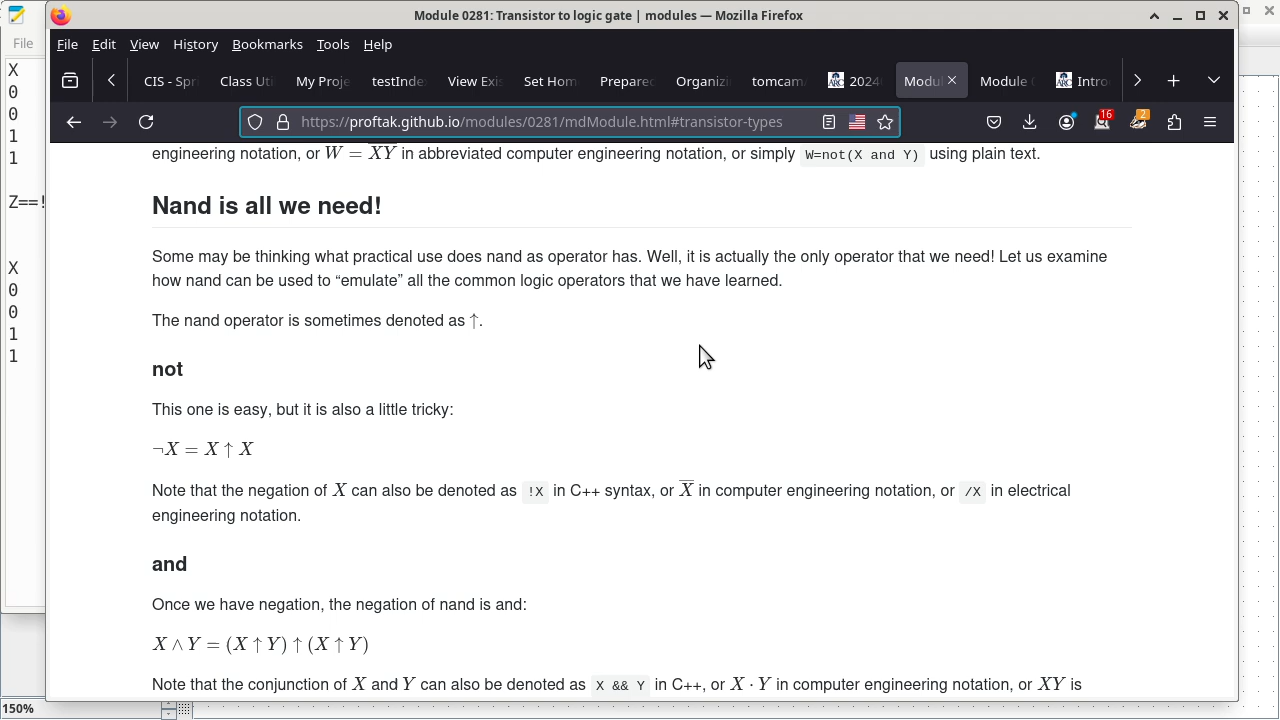 Module 0281: Transistor to logic gate | modules — Mozilla Firefox
File
File Edit View History Bookmarks Tools Help
X
0
0
1
1
Z==!
X
0
0
1
1
CIS - Spri Class Uti My Proje testInde View Exis Set Hom Prepare Organizi tomcam 2024 Modul Module Intro
https://proftak.github.io/modules/0281/mdModule.html#transistor-types
16
2
engineering notation, or W = X̅Y̅ in abbreviated computer engineering notation, or simply W=not(X and Y) using plain text.
Nand is all we need!
Some may be thinking what practical use does nand as operator has. Well, it is actually the only operator that we need! Let us examine
how nand can be used to “emulate” all the common logic operators that we have learned.
The nand operator is sometimes denoted as ↑.
not
This one is easy, but it is also a little tricky:
¬X = X ↑ X
Note that the negation of X can also be denoted as !X in C++ syntax, or X̅ in computer engineering notation, or /X in electrical
engineering notation.
and
Once we have negation, the negation of nand is and:
X ∧ Y = (X ↑ Y) ↑ (X ↑ Y)
Note that the conjunction of X and Y can also be denoted as X && Y in C++, or X · Y in computer engineering notation, or XY is
150%